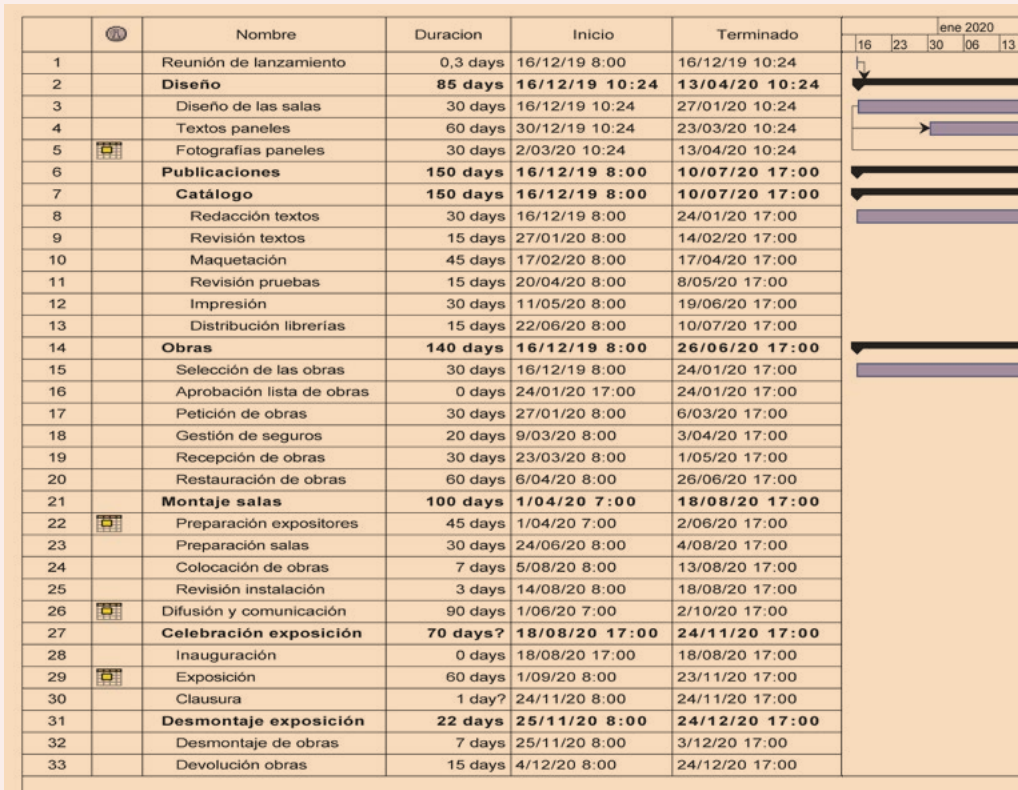 Nombre Duracion Inicio Terminado ene 2020
16 23 30 06 13
1 Reunión de lanzamiento 0,3 days 16/12/19 8:00 16/12/19 10:24
2 Diseño 85 days 16/12/19 10:24 13/04/20 10:24
3 Diseño de las salas 30 days 16/12/19 10:24 27/01/20 10:24
4 Textos paneles 60 days 30/12/19 10:24 23/03/20 10:24
5 Fotografías paneles 30 days 2/03/20 10:24 13/04/20 10:24
6 Publicaciones 150 days 16/12/19 8:00 10/07/20 17:00
7 Catálogo 150 days 16/12/19 8:00 10/07/20 17:00
8 Redacción textos 30 days 16/12/19 8:00 24/01/20 17:00
9 Revisión textos 15 days 27/01/20 8:00 14/02/20 17:00
10 Maquetación 45 days 17/02/20 8:00 17/04/20 17:00
11 Revisión pruebas 15 days 20/04/20 8:00 8/05/20 17:00
12 Impresión 30 days 11/05/20 8:00 19/06/20 17:00
13 Distribución librerías 15 days 22/06/20 8:00 10/07/20 17:00
14 Obras 140 days 16/12/19 8:00 26/06/20 17:00
15 Selección de las obras 30 days 16/12/19 8:00 24/01/20 17:00
16 Aprobación lista de obras 0 days 24/01/20 17:00 24/01/20 17:00
17 Petición de obras 30 days 27/01/20 8:00 6/03/20 17:00
18 Gestión de seguros 20 days 9/03/20 8:00 3/04/20 17:00
19 Recepción de obras 30 days 23/03/20 8:00 1/05/20 17:00
20 Restauración de obras 60 days 6/04/20 8:00 26/06/20 17:00
21 Montaje salas 100 days 1/04/20 7:00 18/08/20 17:00
22 Preparación expositores 45 days 1/04/20 7:00 2/06/20 17:00
23 Preparación salas 30 days 24/06/20 8:00 4/08/20 17:00
24 Colocación de obras 7 days 5/08/20 8:00 13/08/20 17:00
25 Revisión instalación 3 days 14/08/20 8:00 18/08/20 17:00
26 Difusión y comunicación 90 days 1/06/20 7:00 2/10/20 17:00
27 Celebración exposición 70 days? 18/08/20 17:00 24/11/20 17:00
28 Inauguración 0 days 18/08/20 17:00 18/08/20 17:00
29 Exposición 60 days 1/09/20 8:00 23/11/20 17:00
30 Clausura 1 day? 24/11/20 8:00 24/11/20 17:00
31 Desmontaje exposición 22 days 25/11/20 8:00 24/12/20 17:00
32 Desmontaje de obras 7 days 25/11/20 8:00 3/12/20 17:00
33 Devolución obras 15 days 4/12/20 8:00 24/12/20 17:00